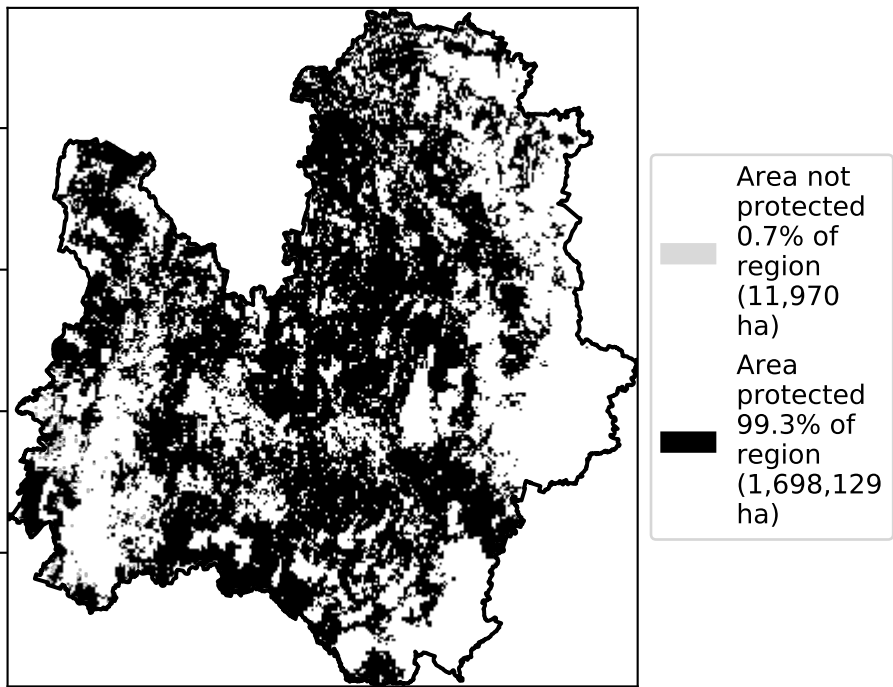 Area not
protected
0.7% of
region
(11,970
ha)
Area
protected
99.3% of
region
(1,698,129
ha)